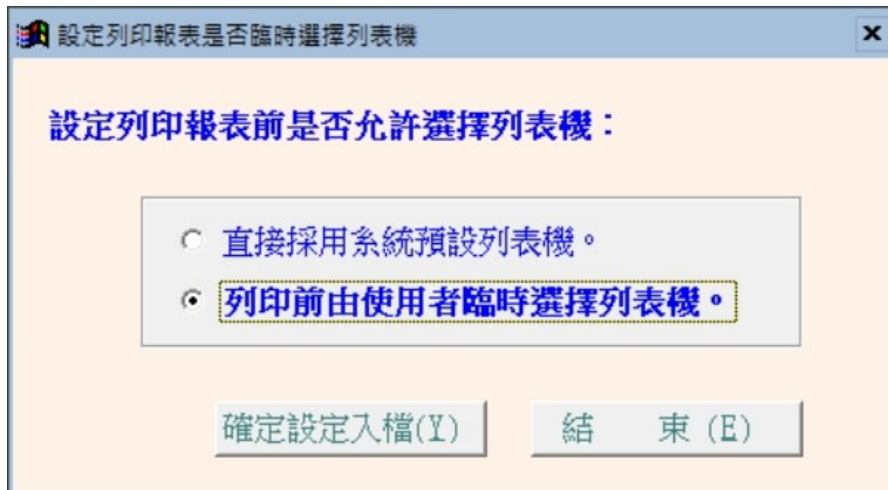 設定列印報表是否臨時選擇列表機
設定列印報表前是否允許選擇列表機：
直接採用系統預設列表機。
列印前由使用者臨時選擇列表機。
確定設定入檔(Y) 結 束 (E)